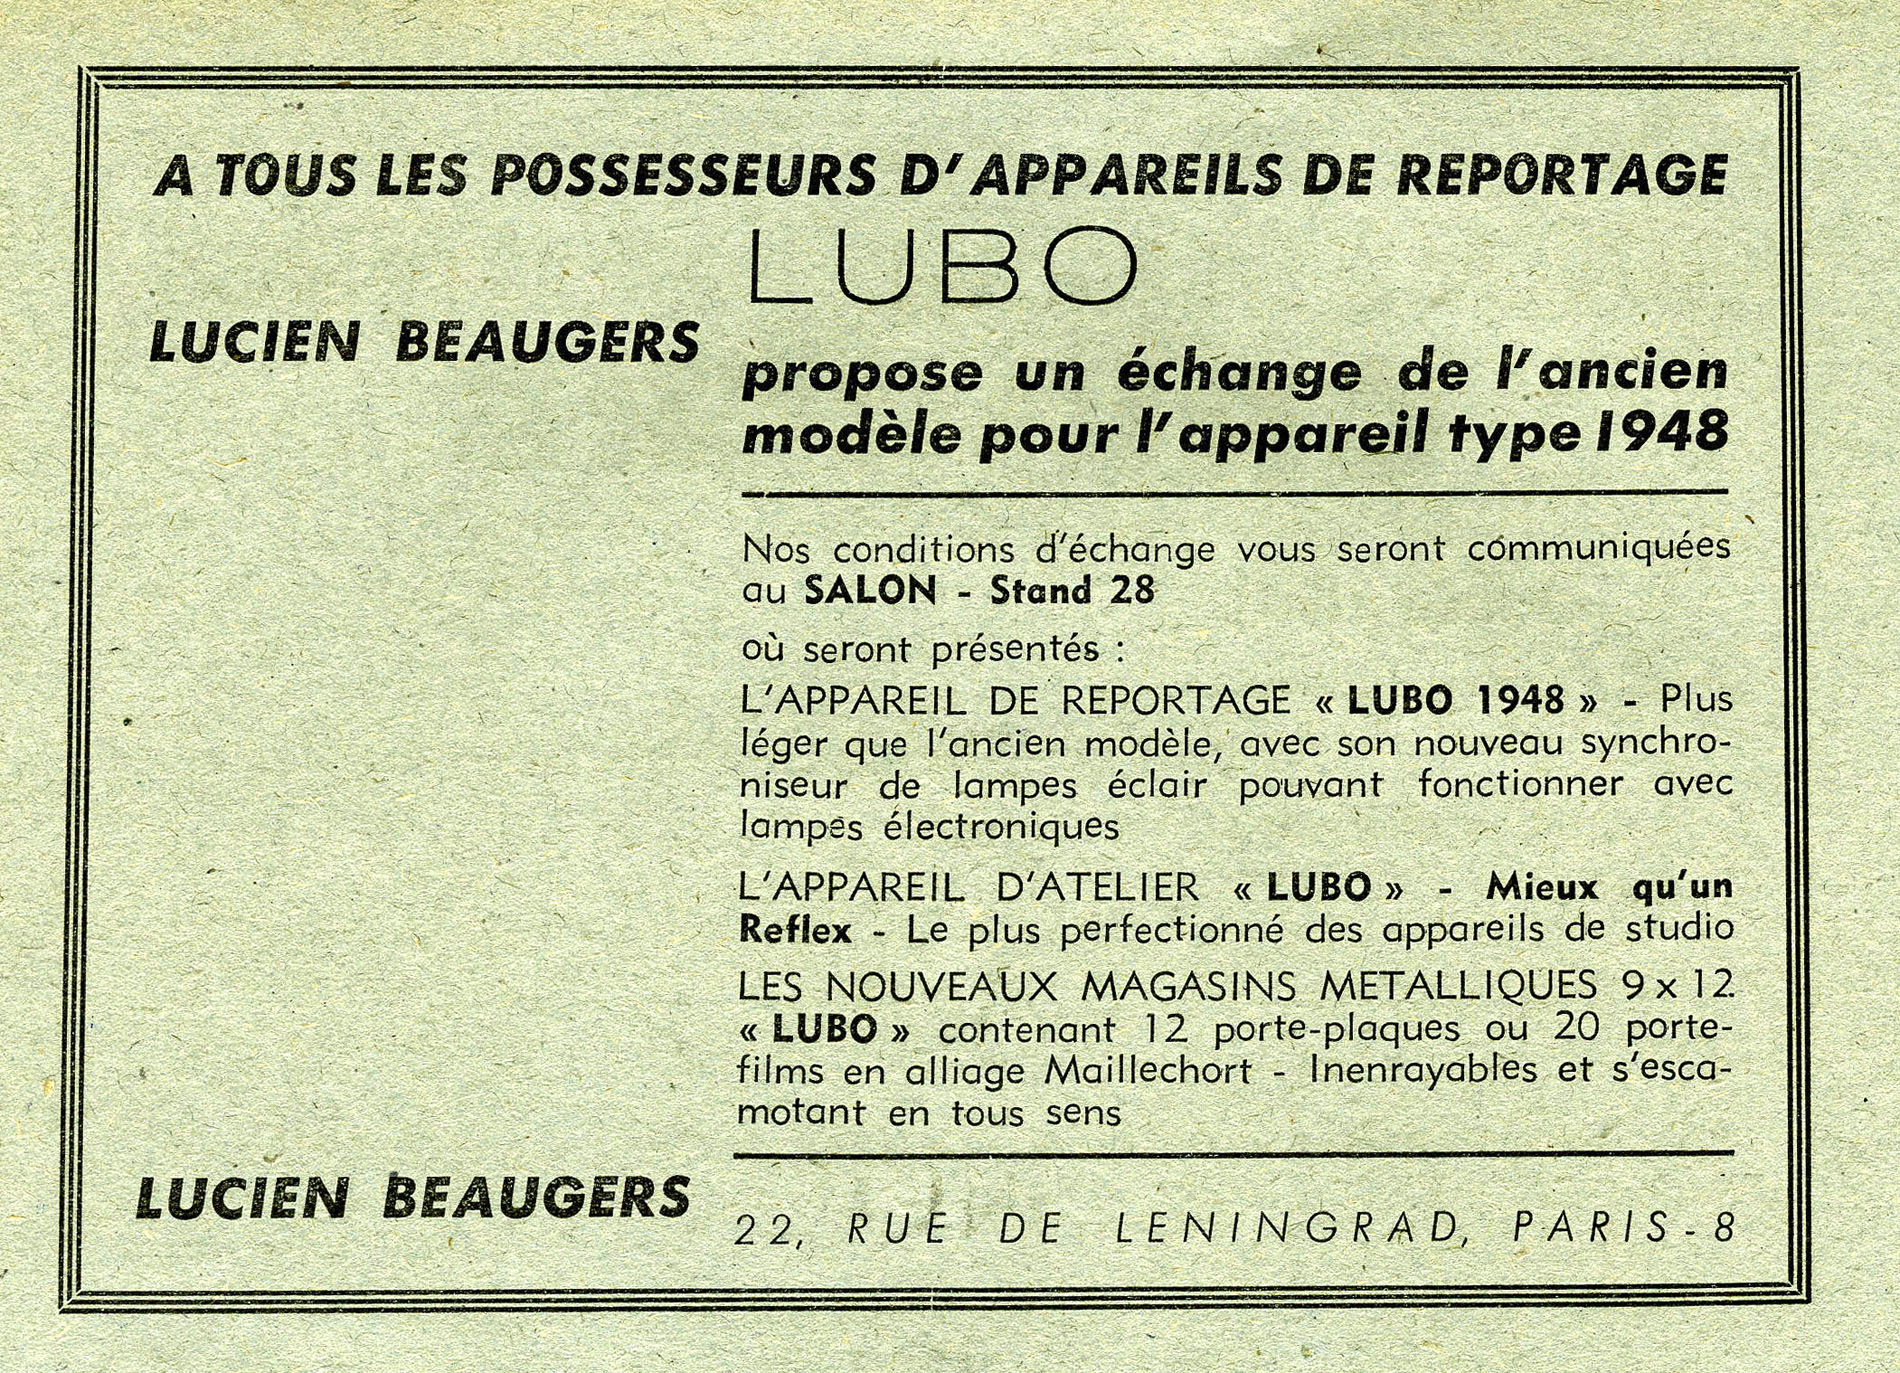 A TOUS LES POSSESSEURS D'APPAREILS DE REPORTAGE
LUBO
LUCIEN BEAUGERS
propose un échange de l'ancien
modèle pour l'appareil type 1948
Nos conditions d'échange vous seront communiquées
au SALON - Stand 28
où seront présentés :
L'APPAREIL DE REPORTAGE « LUBO 1948 » - Plus
léger que l'ancien modèle, avec son nouveau synchro-
niseur de lampes éclair pouvant fonctionner avec
lampes électroniques
L'APPAREIL D'ATELIER « LUBO » - Mieux qu'un
Reflex - Le plus perfectionné des appareils de studio
LES NOUVEAUX MAGASINS METALLIQUES 9 x 12.
« LUBO » contenant 12 porte-plaques ou 20 porte-
films en alliage Maillechort - Inenrayables et s'esca-
motant en tous sens
LUCIEN BEAUGERS
22, RUE DE LENINGRAD, PARIS-8